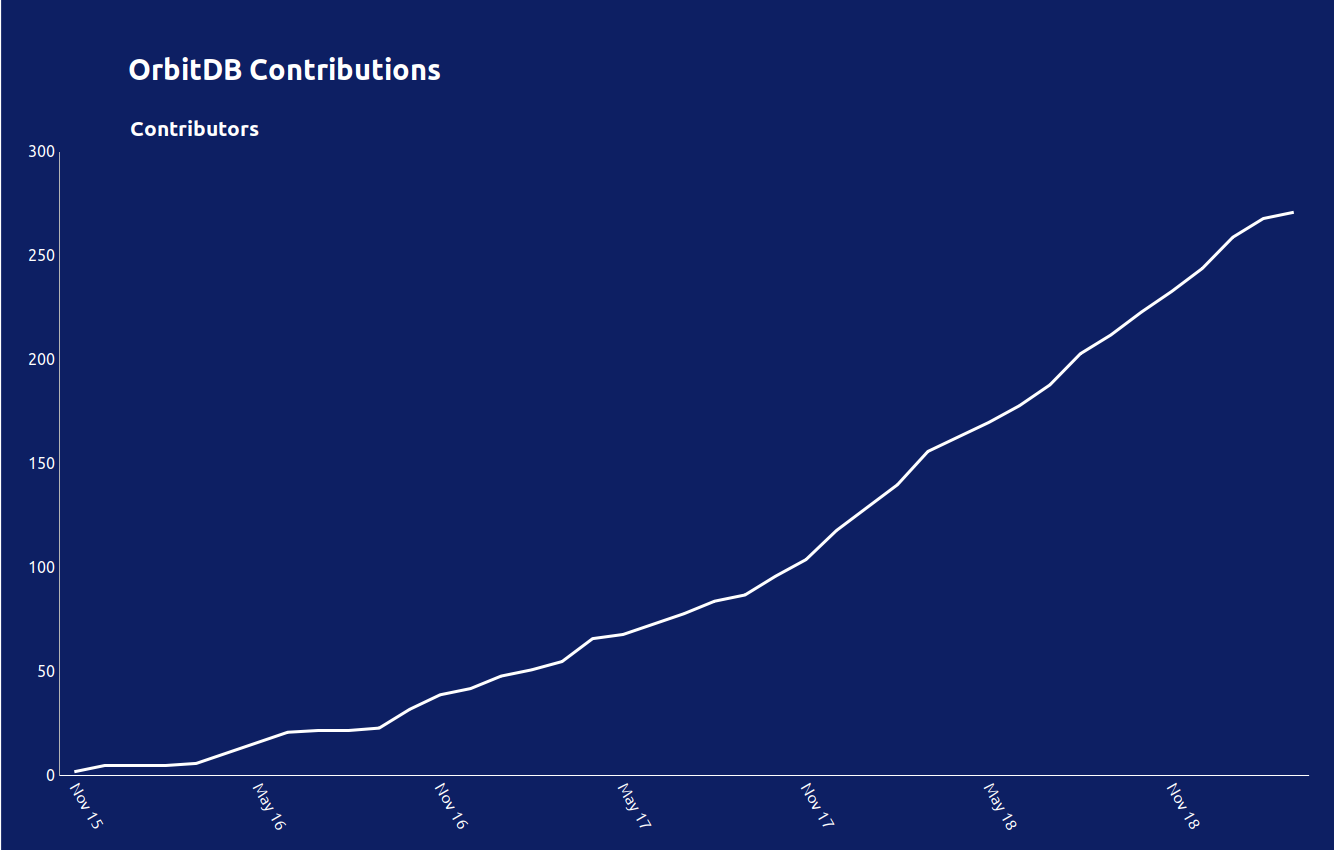 OrbitDB Contributions
Contributors
300
250
200
150
100
50
0
Nov 15
May 16
Nov 16
May 17
Nov 17
May 18
Nov 18